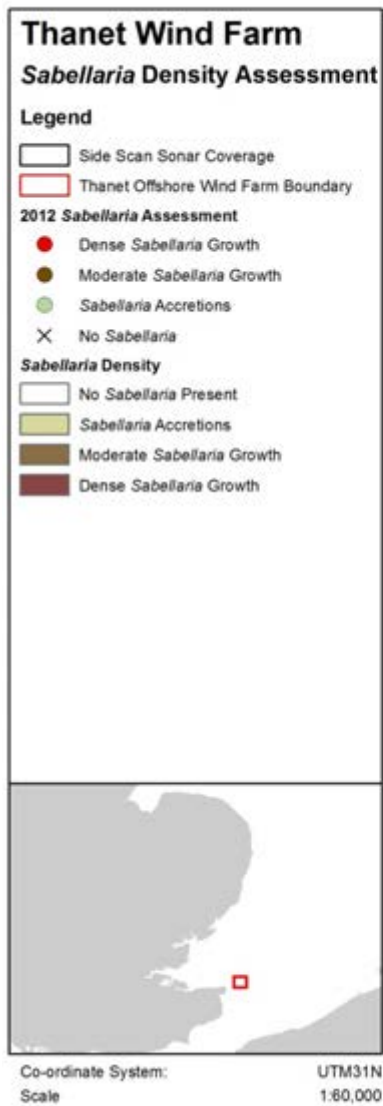 Thanet Wind Farm
Sabellaria Density Assessment
Legend
Side Scan Sonar Coverage
Thanet Offshore Wind Farm Boundary
2012 Sabellaria Assessment
Dense Sabellaria Growth
Moderate Sabellaria Growth
Sabellaria Accretions
No Sabellaria
Sabellaria Density
No Sabellaria Present
Sabellaria Accretions
Moderate Sabellaria Growth
Dense Sabellaria Growth
Co-ordinate System: UTM31N
Scale 1:60,000